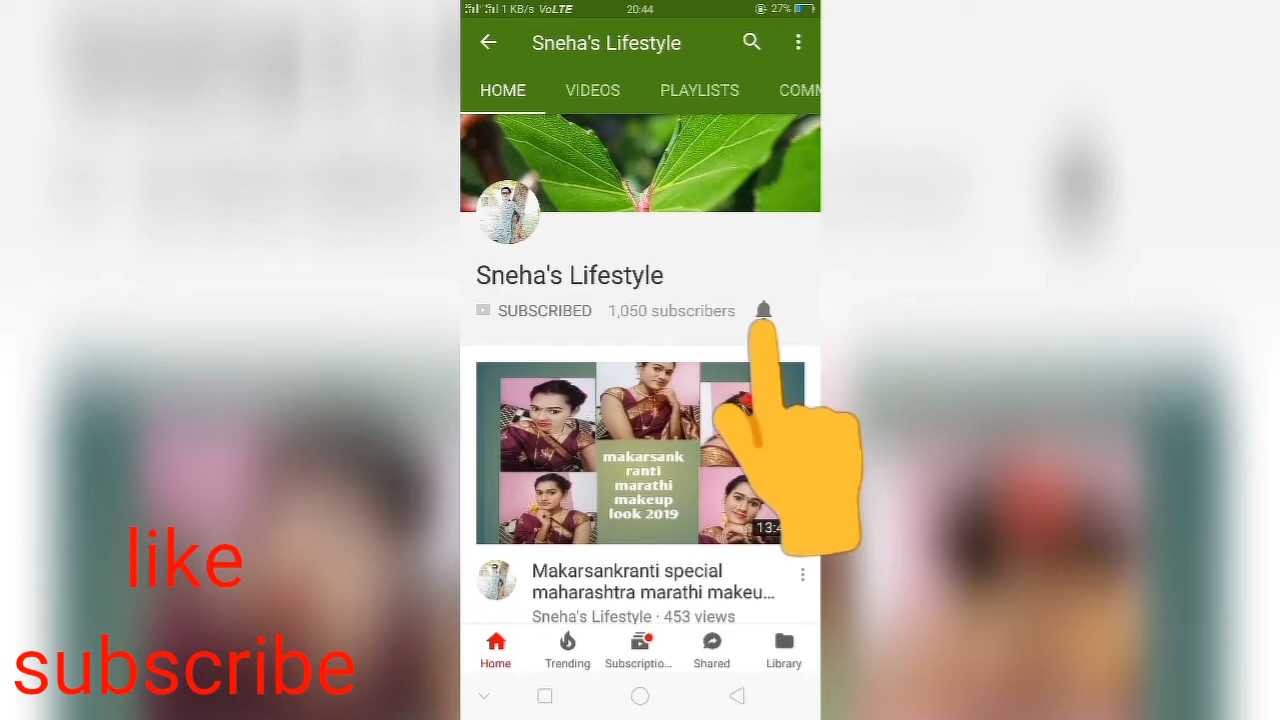 1 KB/s VoLTE 20:44 27%
Sneha's Lifestyle
HOME VIDEOS PLAYLISTS COMM
Sneha's Lifestyle
SUBSCRIBED 1,050 subscribers
makarsank
ranti
marathi
makeup
look 2019
13:4
Makarsankranti special
maharashtra marathi makeu...
Sneha's Lifestyle · 453 views
Home Trending Subscriptio... Shared Library
like
subscribe